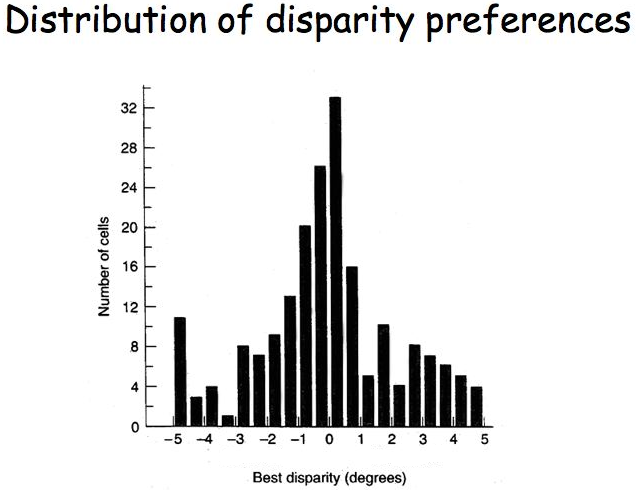 Distribution of disparity preferences
32
28
24
20
16
12
8
4
0
Number of cells
−5 −4 −3 −2 −1 0 1 2 3 4 5
Best disparity (degrees)